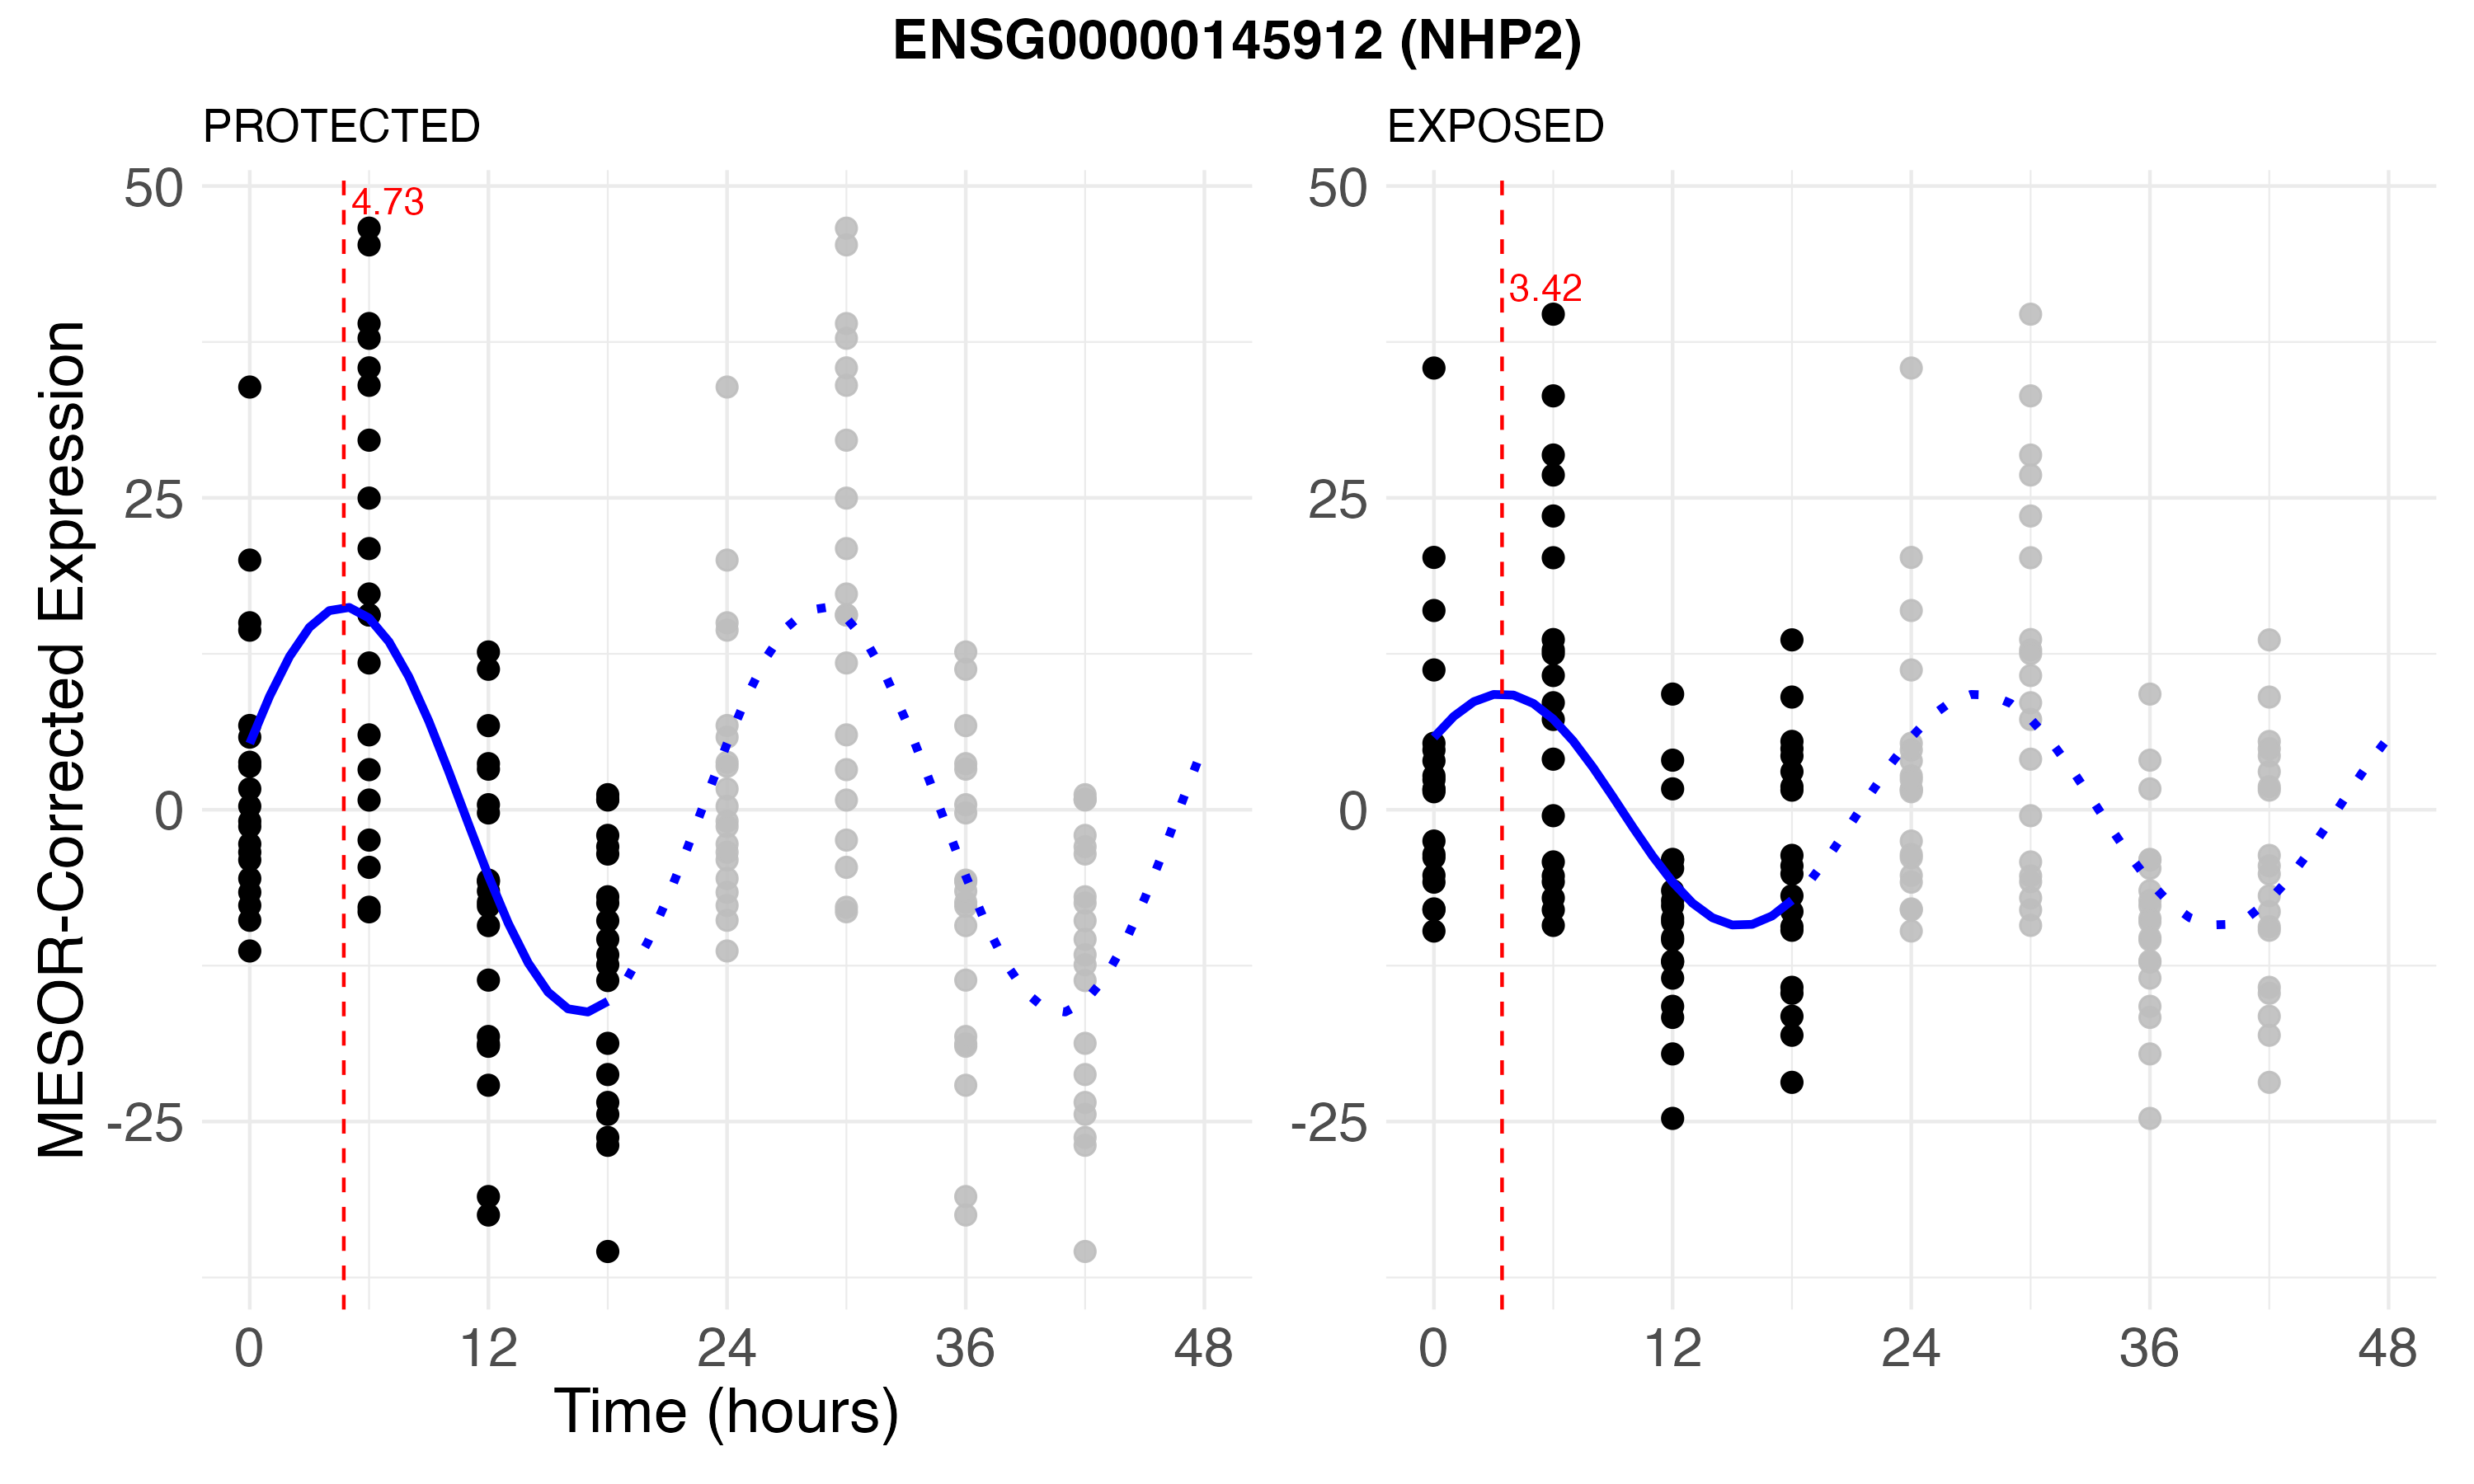 ENSG00000145912 (NHP2)
PROTECTED
EXPOSED
MESOR-Corrected Expression
50
25
0
-25
4.73
0 12 24 36 48
50
25
0
-25
3.42
0 12 24 36 48
Time (hours)